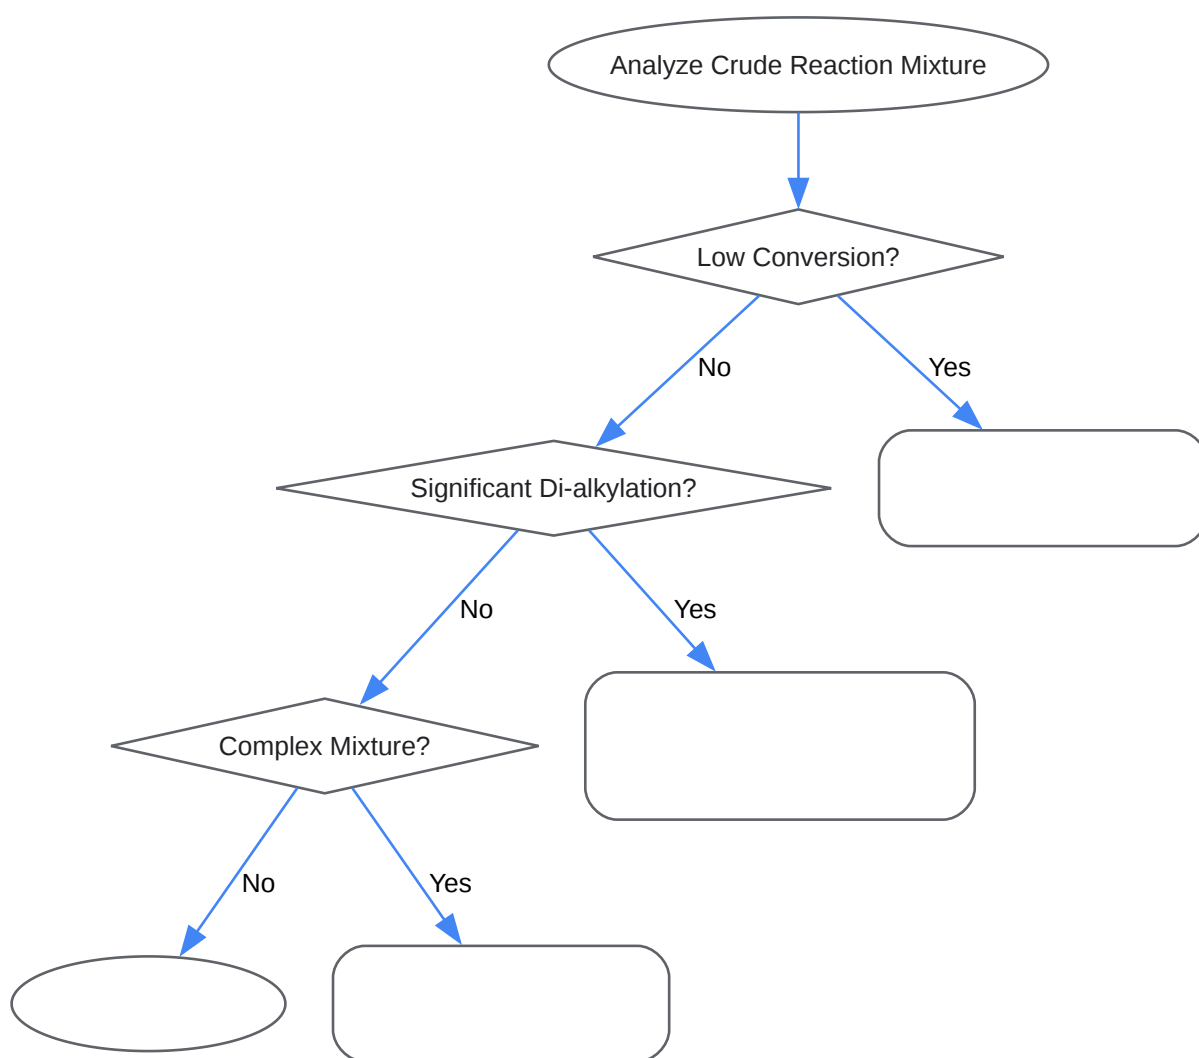 Analyze Crude Reaction Mixture
Low Conversion?
No
Yes
Significant Di-alkylation?
No
Yes
Complex Mixture?
No
Yes